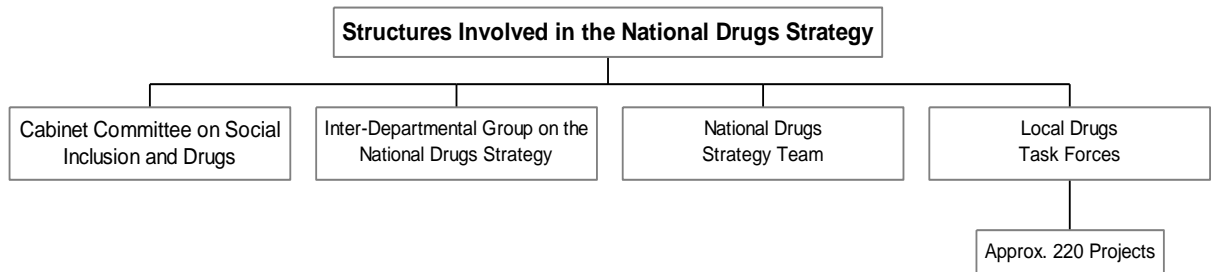 Structures Involved in the National Drugs Strategy
Cabinet Committee on Social
Inclusion and Drugs
Inter-Departmental Group on the
National Drugs Strategy
National Drugs
Strategy Team
Local Drugs
Task Forces
Approx. 220 Projects